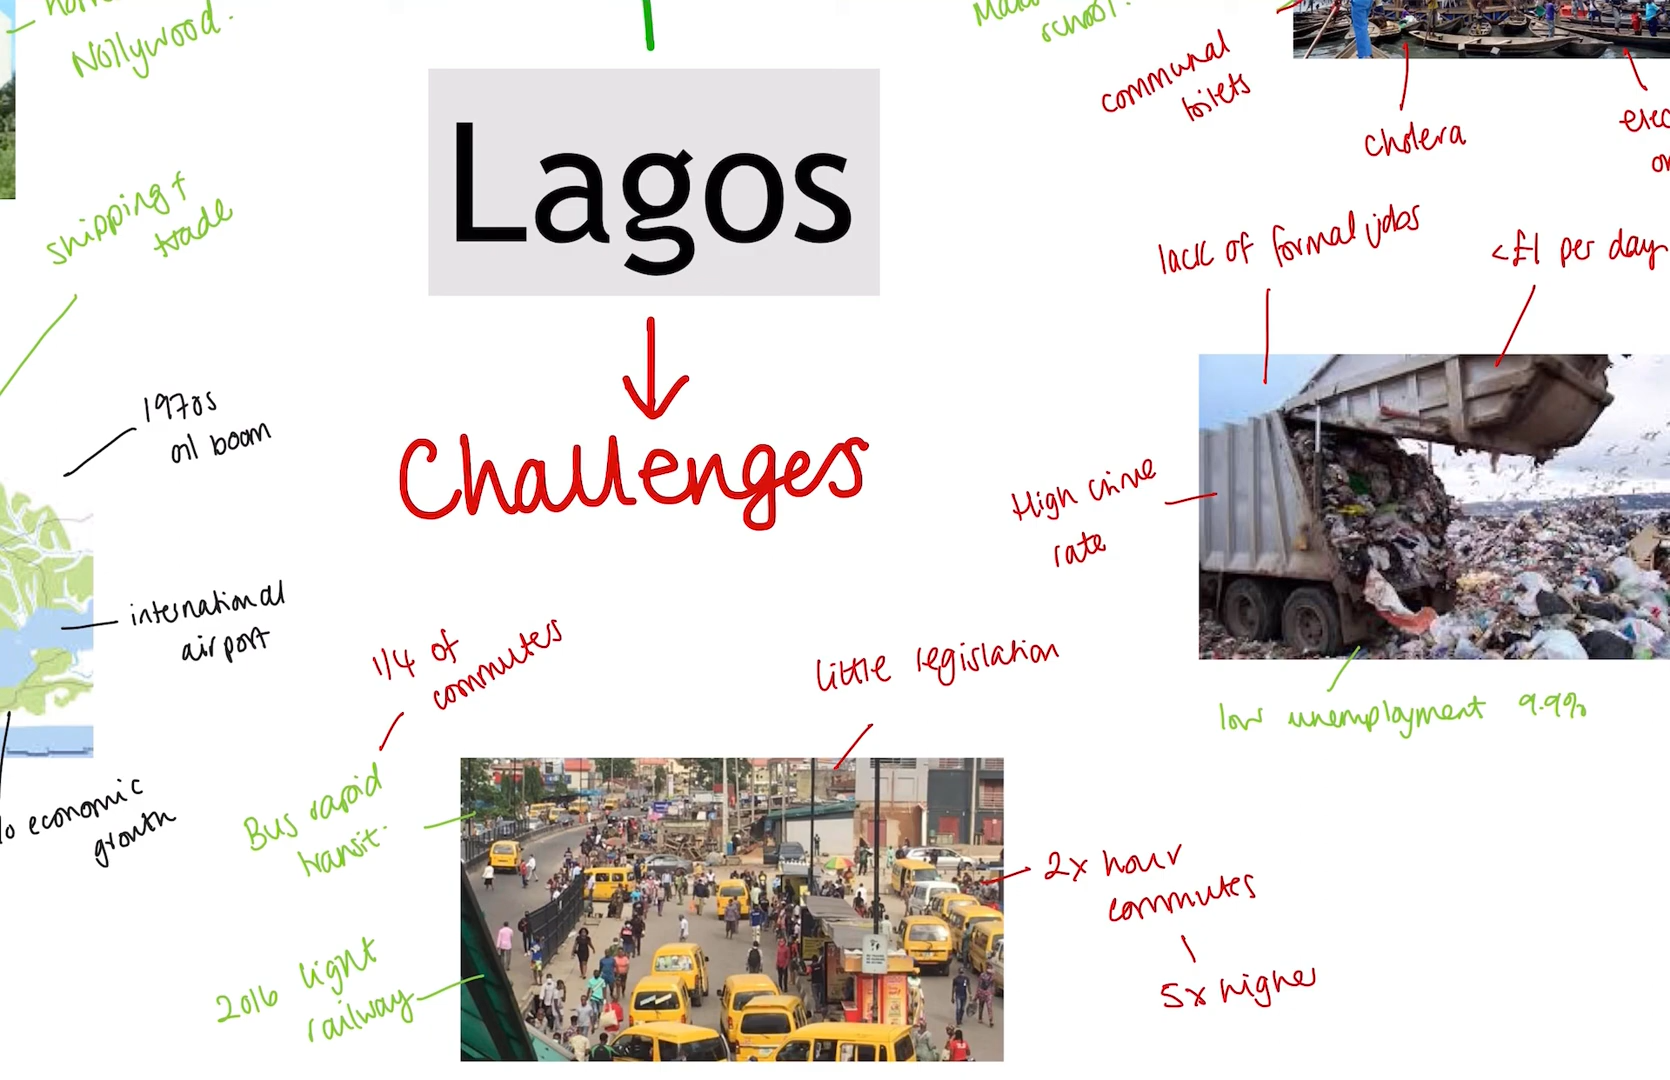 Nollywood.
school.
communal
toilets
cholera
shipping +
trade
Lagos
lack of formal jobs
<£1 per day
1970s
oil boom
Challenges
High crime
rate
international
airport
1/4 of
commuters
little legislation
low unemployment 9.9%
economic
growth
Bus rapid
transit.
2x hour
commutes
5x higher
2016 light
railway